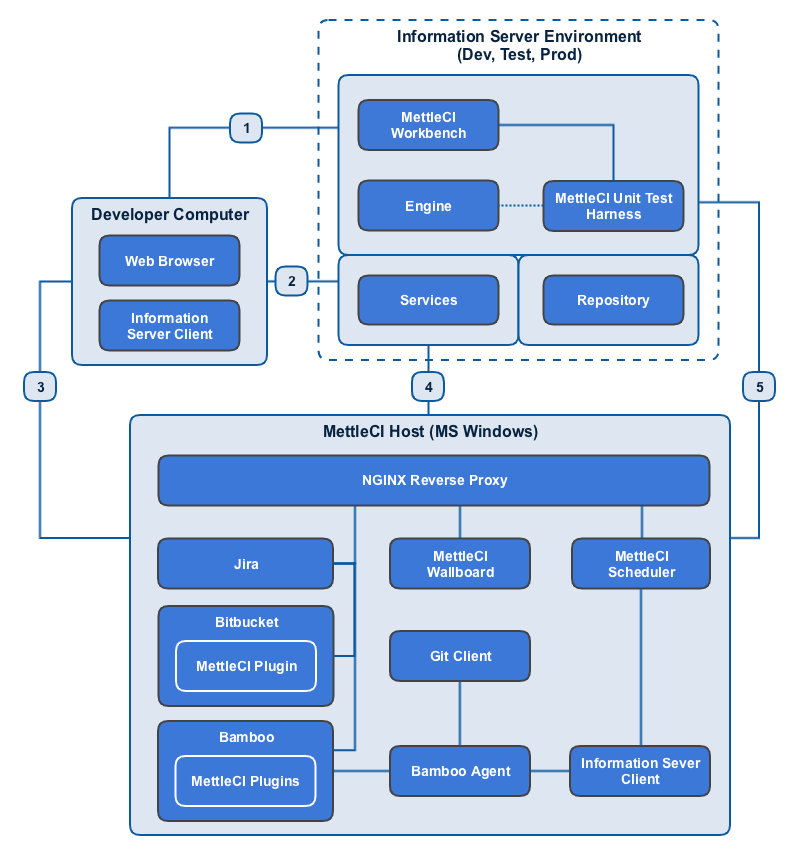 Information Server Environment
(Dev, Test, Prod)
MettleCI
Workbench
1
Engine
MettleCI Unit Test
Harness
Developer Computer
Web Browser
Information
Server Client
2
Services
Repository
3
4
5
MettleCI Host (MS Windows)
NGINX Reverse Proxy
Jira
MettleCI
Wallboard
MettleCI
Scheduler
Bitbucket
MettleCI Plugin
Git Client
Bamboo
MettleCI Plugins
Bamboo Agent
Information Sever
Client